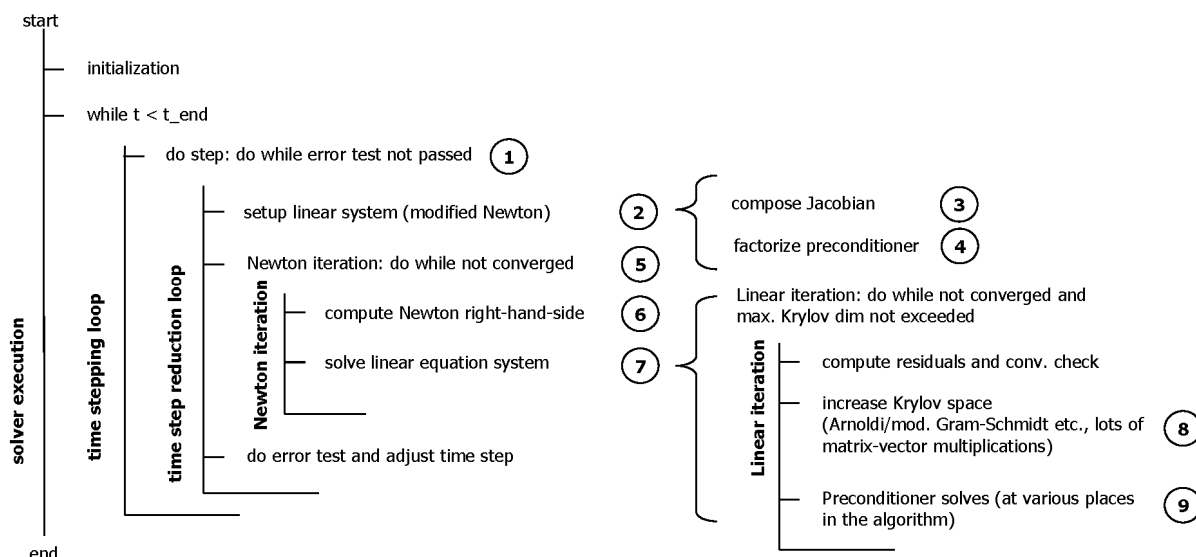 start
initialization
while t < t_end
do step: do while error test not passed
1
setup linear system (modified Newton)
2
compose Jacobian
3
factorize preconditioner
4
Newton iteration: do while not converged
5
compute Newton right-hand-side
6
solve linear equation system
7
Linear iteration: do while not converged and
max. Krylov dim not exceeded
compute residuals and conv. check
increase Krylov space
(Arnoldi/mod. Gram-Schmidt etc., lots of
matrix-vector multiplications)
8
Preconditioner solves (at various places
in the algorithm)
9
do error test and adjust time step
end
solver execution
time stepping loop
time step reduction loop
Newton iteration
Linear iteration